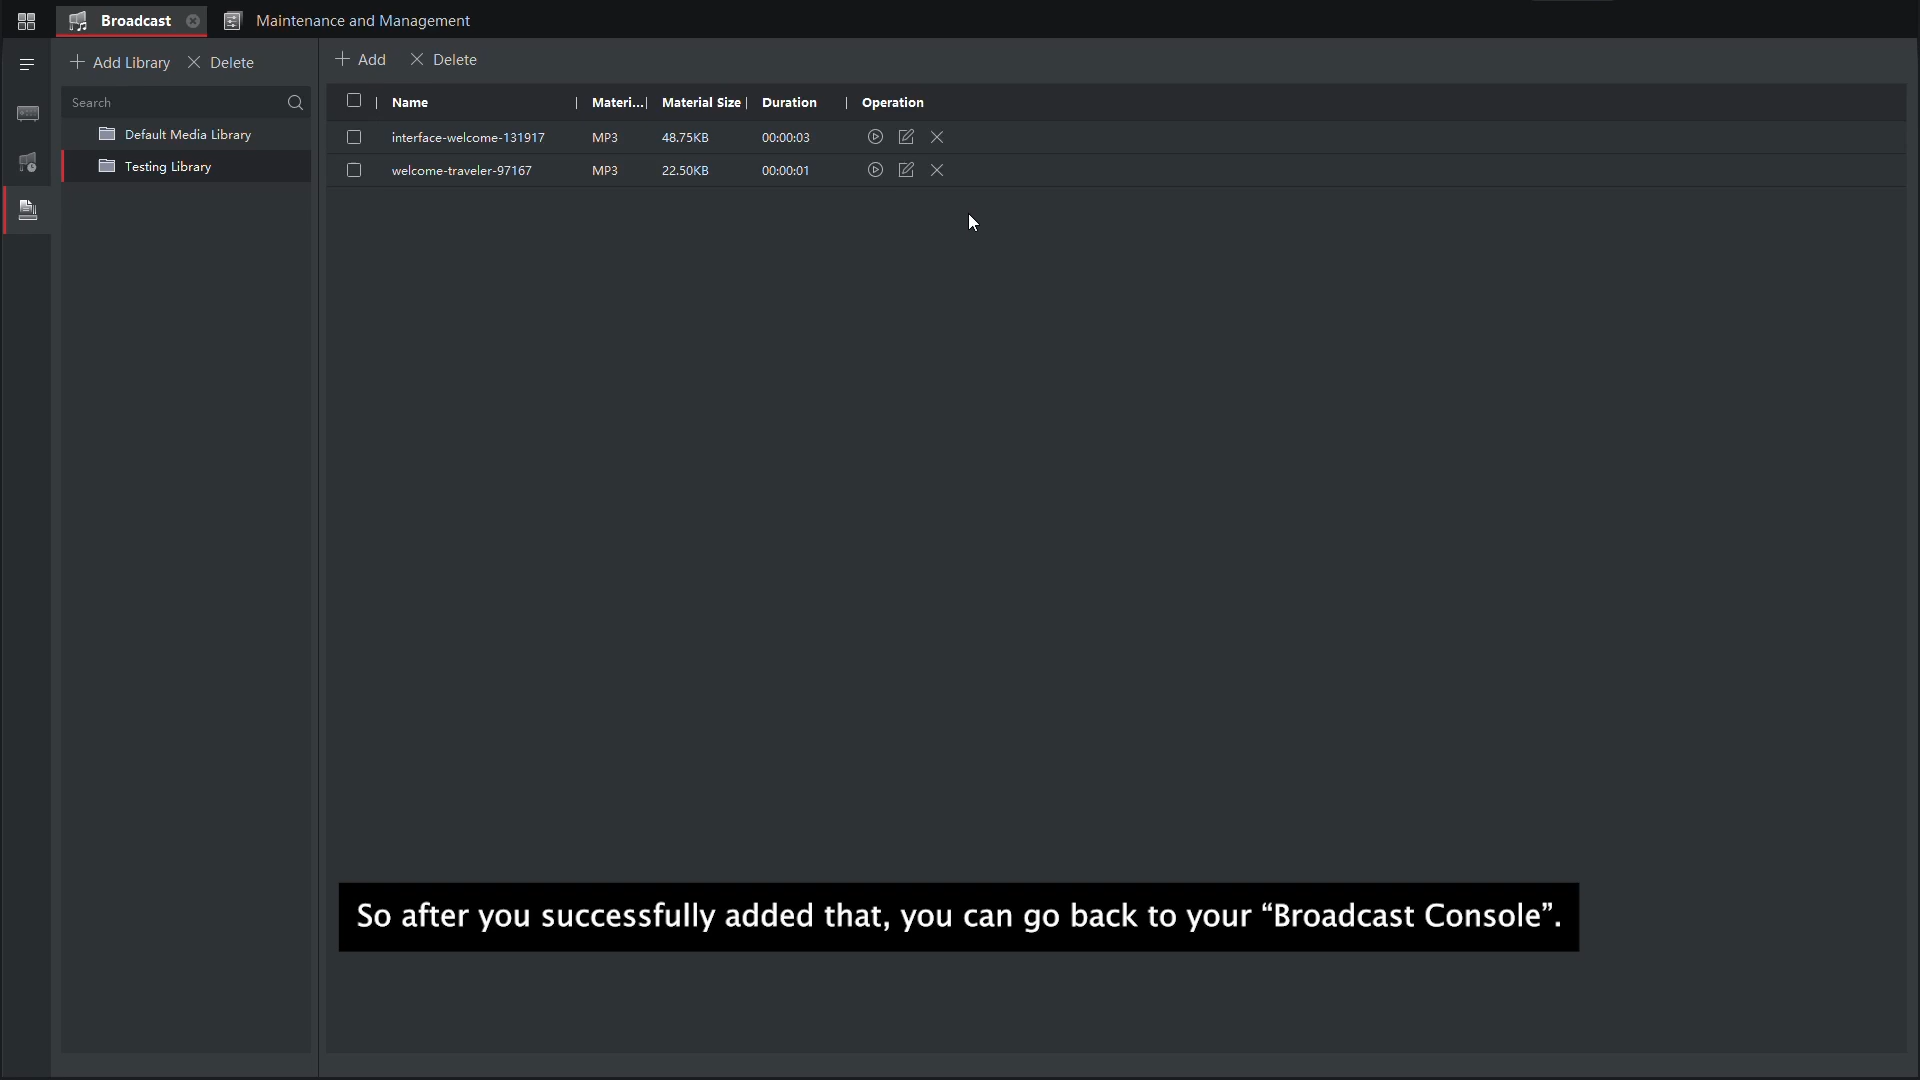 Broadcast
Maintenance and Management
Add Library
Delete
Add
Delete
Search
Default Media Library
Testing Library
Name
Materi...
Material Size
Duration
Operation
interface-welcome-131917
MP3
48.75KB
00:00:03
welcome-traveler-97167
MP3
22.50KB
00:00:01
So after you successfully added that, you can go back to your “Broadcast Console”.